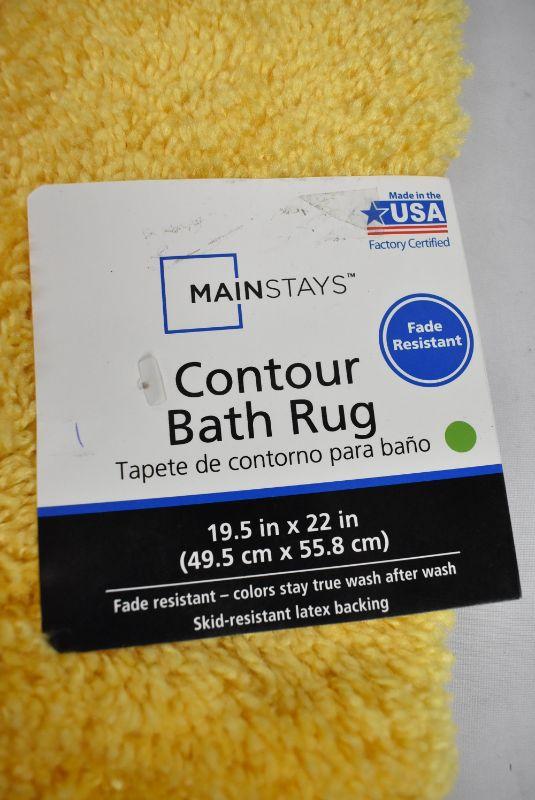 Made in the
USA
Factory Certified
MAINSTAYS™
Fade
Resistant
Contour
Bath Rug
Tapete de contorno para baño
19.5 in x 22 in
(49.5 cm x 55.8 cm)
Fade resistant – colors stay true wash after wash
Skid-resistant latex backing